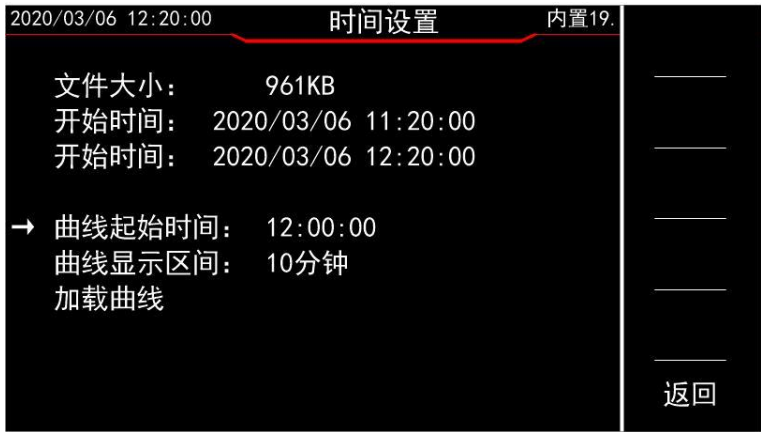 2020/03/06 12:20:00 时间设置 内置19.
文件大小： 961KB
开始时间： 2020/03/06 11:20:00
开始时间： 2020/03/06 12:20:00
→ 曲线起始时间： 12:00:00
曲线显示区间： 10分钟
加载曲线
返回